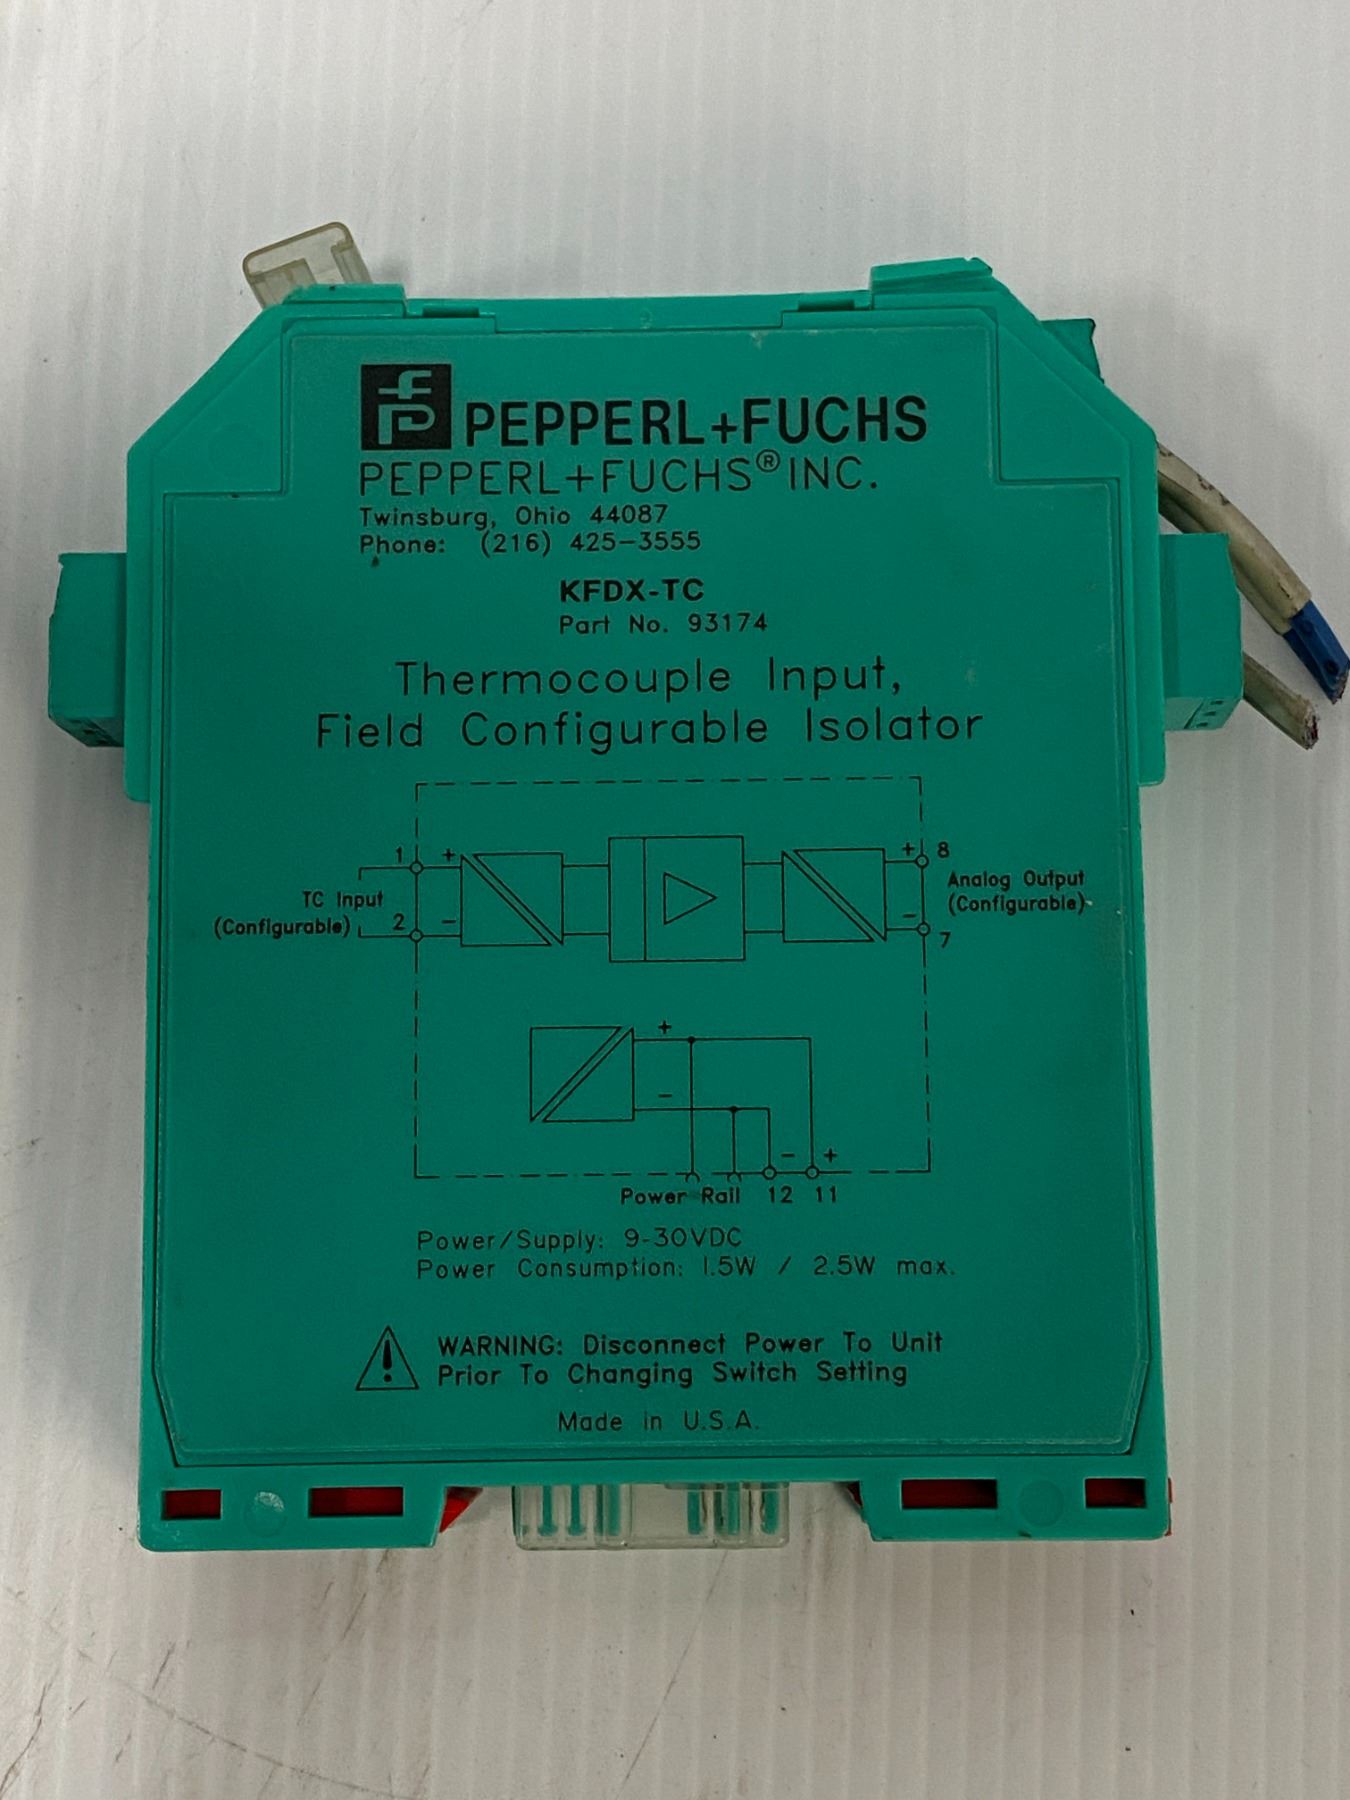 PEPPERL+FUCHS
PEPPERL+FUCHS® INC.
Twinsburg, Ohio 44087
Phone: (216) 425-3555
KFDX-TC
Part No. 93174
Thermocouple Input,
Field Configurable Isolator
1 + + 8
TC Input
(Configurable)
Analog Output
(Configurable)
2 - - 7
+
-
- +
Power Rail 12 11
Power/Supply: 9-30VDC
Power Consumption: 1.5W / 2.5W max.
WARNING: Disconnect Power To Unit
Prior To Changing Switch Setting
Made in U.S.A.